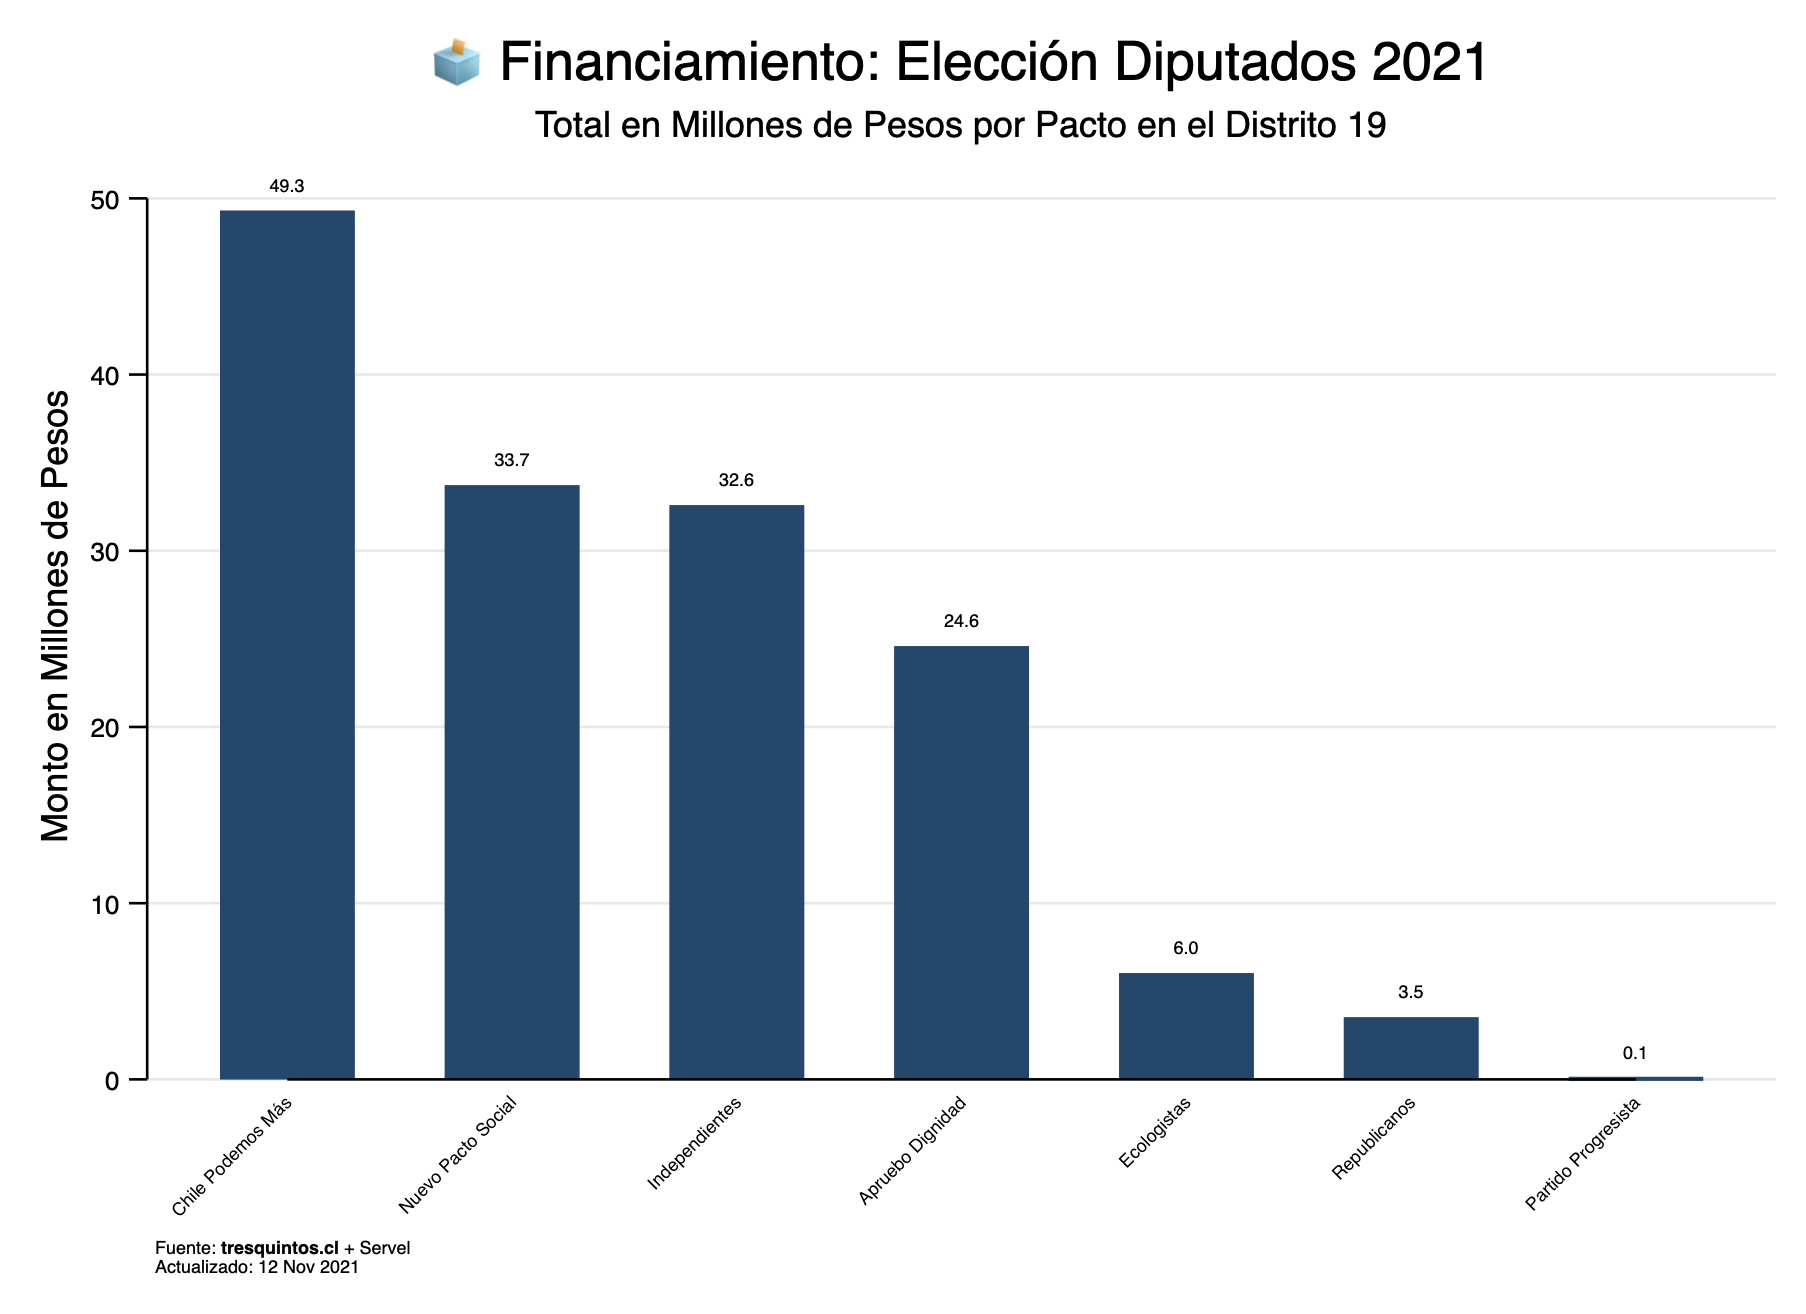 Financiamiento: Elección Diputados 2021
Total en Millones de Pesos por Pacto en el Distrito 19
Monto en Millones de Pesos
50
40
30
20
10
0
49.3
33.7
32.6
24.6
6.0
3.5
0.1
Chile Podemos Más
Nuevo Pacto Social
Independientes
Apruebo Dignidad
Ecologistas
Republicanos
Partido Progresista
Fuente: tresquintos.cl + Servel
Actualizado: 12 Nov 2021